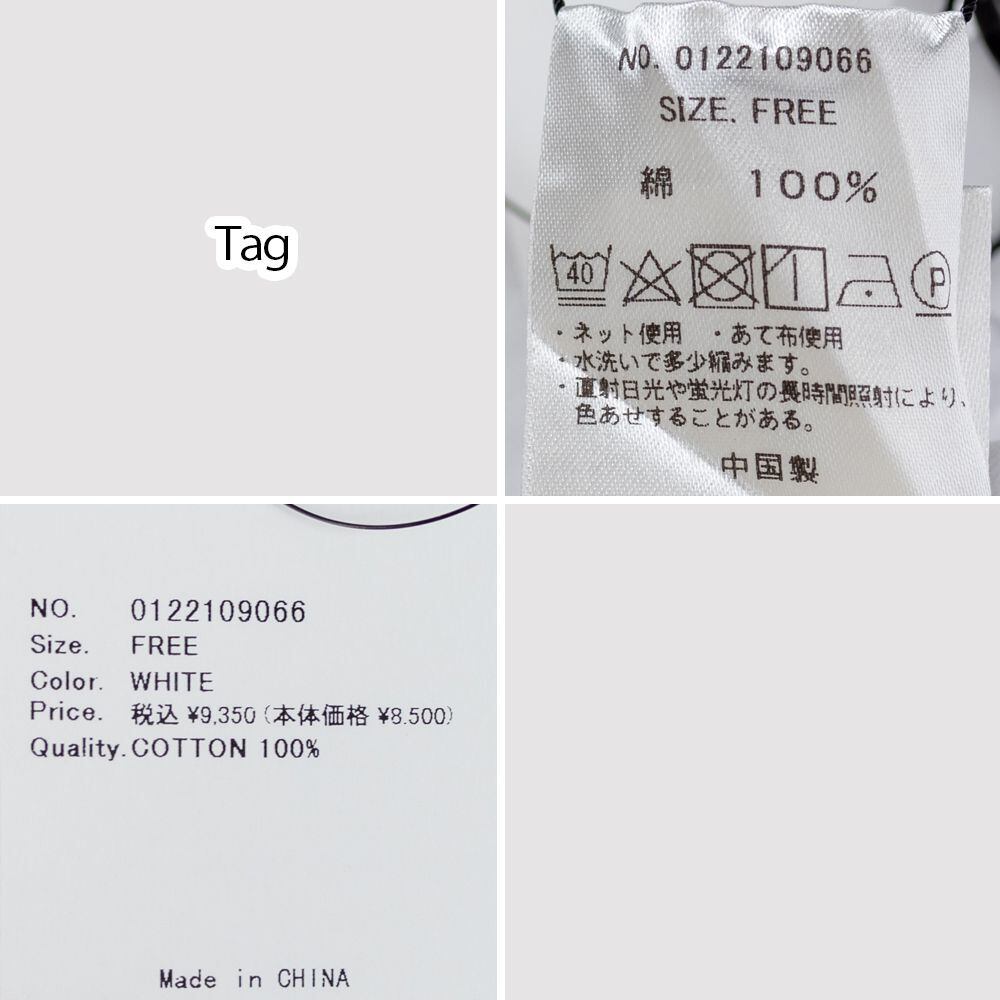 Tag
NO. 0122109066
SIZE. FREE
綿 100%
40
P
・ネット使用 ・あて布使用
・水洗いで多少縮みます。
・直射日光や蛍光灯の長時間照射により、
色あせすることがある。
中国製
NO. 0122109066
Size. FREE
Color. WHITE
Price. 税込 ¥9,350（本体価格 ¥8.500）
Quality. COTTON 100%
Made in CHINA